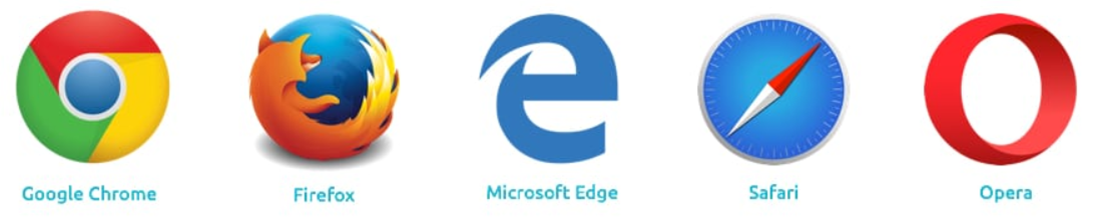 Google Chrome
Firefox
Microsoft Edge
Safari
Opera